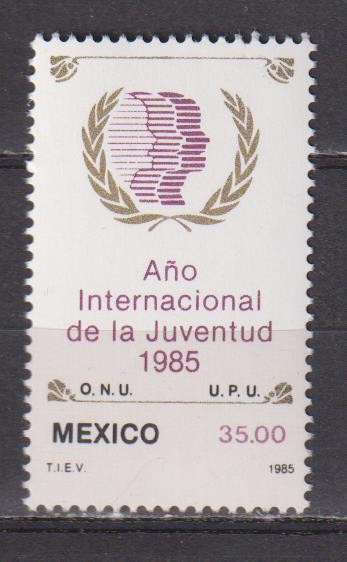 Año
Internacional
de la Juventud
1985
O.N.U. U.P.U.
MEXICO 35.00
T.I.E.V. 1985